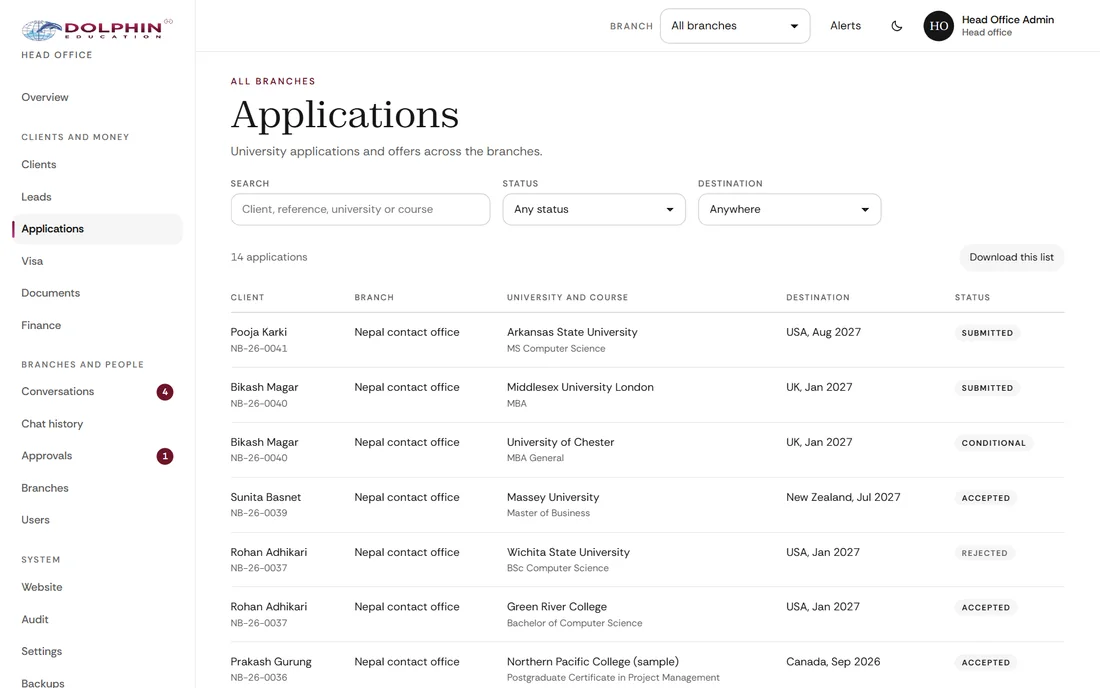 DOLPHIN
EDUCATION
HEAD OFFICE
BRANCH
All branches
Alerts
HO
Head Office Admin
Head office
Overview
CLIENTS AND MONEY
Clients
Leads
Applications
Visa
Documents
Finance
BRANCHES AND PEOPLE
Conversations 4
Chat history
Approvals 1
Branches
Users
SYSTEM
Website
Audit
Settings
Backups
ALL BRANCHES
Applications
University applications and offers across the branches.
SEARCH STATUS DESTINATION
Client, reference, university or course Any status Anywhere
14 applications Download this list
CLIENT BRANCH UNIVERSITY AND COURSE DESTINATION STATUS
Pooja Karki Nepal contact office Arkansas State University USA, Aug 2027 SUBMITTED
NB-26-0041 MS Computer Science
Bikash Magar Nepal contact office Middlesex University London UK, Jan 2027 SUBMITTED
NB-26-0040 MBA
Bikash Magar Nepal contact office University of Chester UK, Jan 2027 CONDITIONAL
NB-26-0040 MBA General
Sunita Basnet Nepal contact office Massey University New Zealand, Jul 2027 ACCEPTED
NB-26-0039 Master of Business
Rohan Adhikari Nepal contact office Wichita State University USA, Jan 2027 REJECTED
NB-26-0037 BSc Computer Science
Rohan Adhikari Nepal contact office Green River College USA, Jan 2027 ACCEPTED
NB-26-0037 Bachelor of Computer Science
Prakash Gurung Nepal contact office Northern Pacific College (sample) Canada, Sep 2026 ACCEPTED
NB-26-0036 Postgraduate Certificate in Project Management